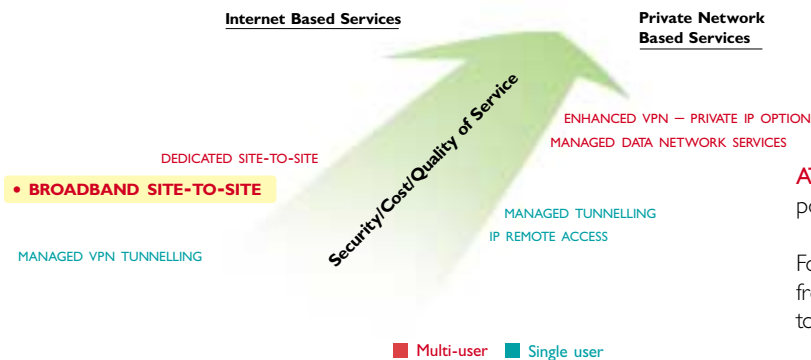 Internet Based Services
Private Network
Based Services
Security/Cost/Quality of Service
ENHANCED VPN – PRIVATE IP OPTION
MANAGED DATA NETWORK SERVICES
DEDICATED SITE-TO-SITE
• BROADBAND SITE-TO-SITE
MANAGED VPN TUNNELLING
MANAGED TUNNELLING
IP REMOTE ACCESS
Multi-user Single user